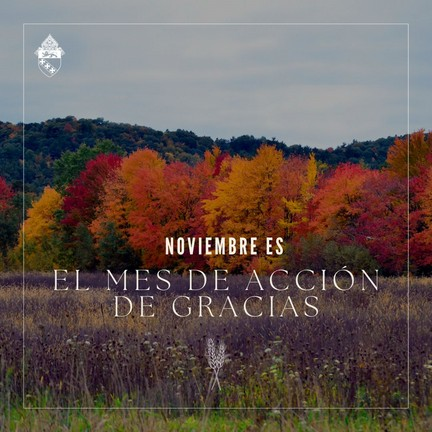 NOVIEMBRE ES
EL MES DE ACCIÓN
DE GRACIAS